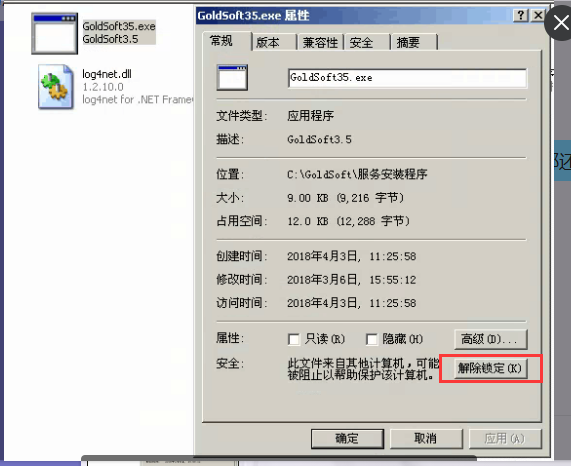 GoldSoft35.exe
GoldSoft3.5
log4net.dll
1.2.10.0
log4net for .NET Frame
GoldSoft35.exe 属性
常规 版本 兼容性 安全 摘要
GoldSoft35.exe
文件类型: 应用程序
描述: GoldSoft3.5
位置: C:\GoldSoft\服务安装程序
大小: 9.00 KB (9,216 字节)
占用空间: 12.0 KB (12,288 字节)
创建时间: 2018年4月3日, 11:25:58
修改时间: 2018年3月6日, 15:55:12
访问时间: 2018年4月3日, 11:25:58
属性: 只读(R) 隐藏(H) 高级(D)...
安全: 此文件来自其他计算机，可能
被阻止以帮助保护该计算机。 解除锁定(K)
确定 取消 应用(A)